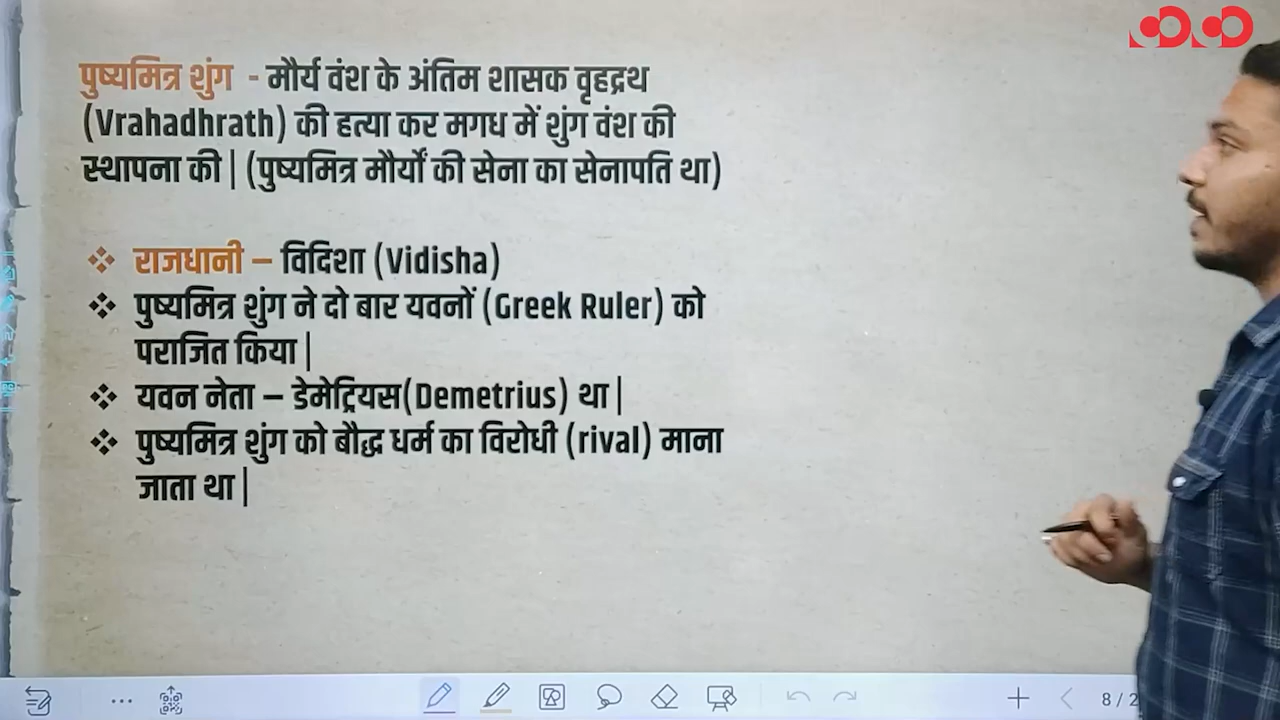 पुष्यमित्र शुंग - मौर्य वंश के अंतिम शासक वृहद्रथ
(Vrahadhrath) की हत्या कर मगध में शुंग वंश की
स्थापना की | (पुष्यमित्र मौर्यों की सेना का सेनापति था)
❖ राजधानी – विदिशा (Vidisha)
❖ पुष्यमित्र शुंग ने दो बार यवनों (Greek Ruler) को
पराजित किया |
❖ यवन नेता – डेमेट्रियस(Demetrius) था |
❖ पुष्यमित्र शुंग को बौद्ध धर्म का विरोधी (rival) माना
जाता था |
8 / 2